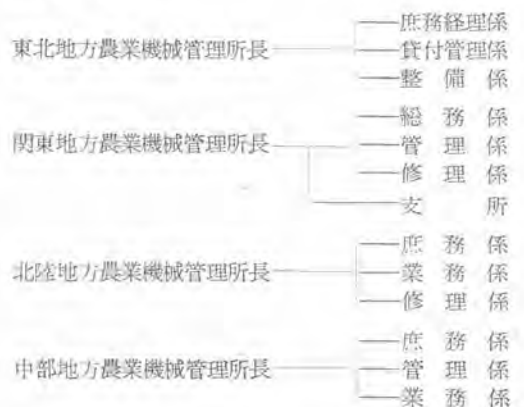 庶務経理係
東北地方農業機械管理所長 貸付管理係
整備係
総務係
関東地方農業機械管理所長 管理係
修理係
支所
庶務係
北陸地方農業機械管理所長 業務係
修理係
庶務係
中部地方農業機械管理所長 管理係
業務係